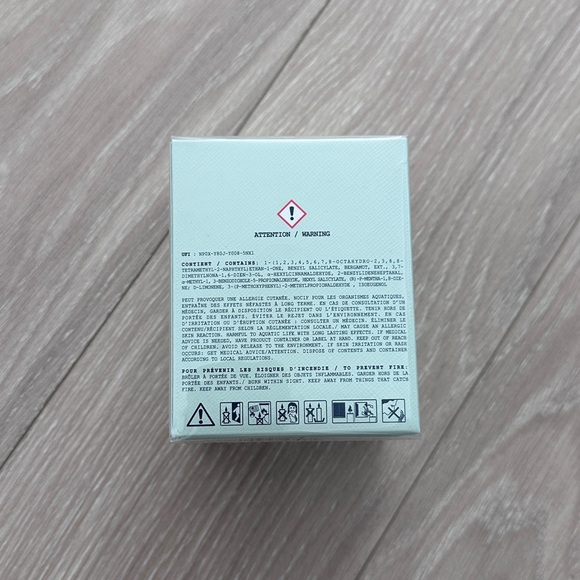 ATTENTION / WARNING
CONTIENT / CONTAINS: 1-(1,2,3,4,5,6,7,8-OCTAHYDRO-2,3,8,8-
TETRAMETHYL-2-NAPHTYL)ETHAN-1-ONE, BENZYL SALICYLATE, BERGAMOT, EXT., 3,7-
DIMETHYLNONA-1,6-DIEN-3-OL, α-HEXYLCINNAMALDEHYDE, 2-BENZYLIDENEHEPTANAL,
α-METHYL-1, 3-BENZODIOXOLE-5-PROPIONALDEHYDE, HEXYL SALICYLATE, (R)-P-MENTHA-1,8-DIE-
NE; D-LIMONENE, 3-(P-METHOXYPHENYL)-2-METHYLPROPIONALDEHYDE , ISOEUGENOL
PEUT PROVOQUER UNE ALLERGIE CUTANÉE. NOCIF POUR LES ORGANISMES AQUATIQUES,
ENTRAÎNE DES EFFETS NÉFASTES À LONG TERME. EN CAS DE CONSULTATION D'UN
MÉDECIN, GARDER À DISPOSITION LE RÉCIPIENT OU L'ÉTIQUETTE. TENIR HORS DE
PORTÉE DES ENFANTS. ÉVITER LE REJET DANS L'ENVIRONNEMENT. EN CAS
D'IRRITATION OU D'ÉRUPTION CUTANÉE : CONSULTER UN MÉDECIN. ÉLIMINER LE
CONTENU/RÉCIPIENT SELON LA RÉGLEMENTATION LOCALE./ MAY CAUSE AN ALLERGIC
SKIN REACTION. HARMFUL TO AQUATIC LIFE WITH LONG LASTING EFFECTS. IF MEDICAL
ADVICE IS NEEDED, HAVE PRODUCT CONTAINER OR LABEL AT HAND. KEEP OUT OF REACH
OF CHILDREN. AVOID RELEASE TO THE ENVIRONMENT. IF SKIN IRRITATION OR RASH
OCCURS: GET MEDICAL ADVICE/ATTENTION. DISPOSE OF CONTENTS AND CONTAINER
ACCORDING TO LOCAL REGULATIONS.
POUR PRÉVENIR LES RISQUES D'INCENDIE / TO PREVENT FIRE:
BRÛLER À PORTÉE DE VUE. ÉLOIGNER DES OBJETS INFLAMMABLES. GARDER HORS DE LA
PORTÉE DES ENFANTS./ BURN WITHIN SIGHT. KEEP AWAY FROM THINGS THAT CATCH
FIRE. KEEP AWAY FROM CHILDREN.